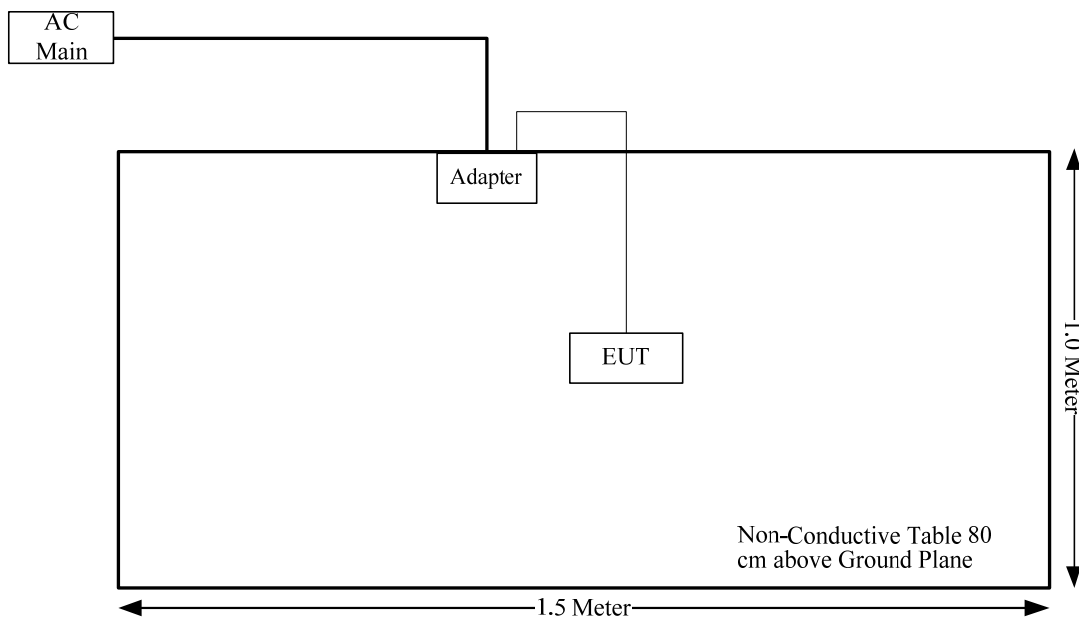 AC
Main
Adapter
EUT
1.0 Meter
Non-Conductive Table 80
cm above Ground Plane
1.5 Meter